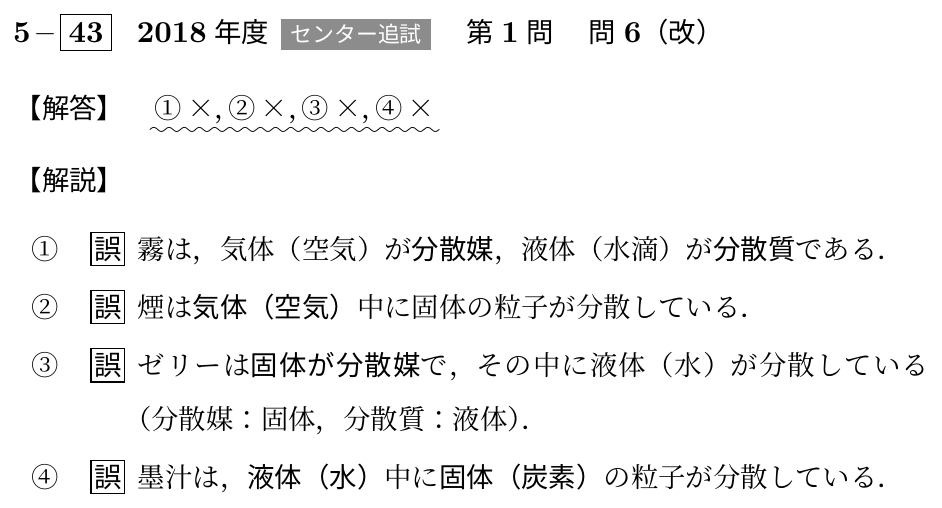 5－43 2018 年度 センター追試 第 1 問 問 6（改）
【解答】 ① ×, ② ×, ③ ×, ④ ×
【解説】
① 誤 霧は，気体（空気）が分散媒，液体（水滴）が分散質である．
② 誤 煙は気体（空気）中に固体の粒子が分散している．
③ 誤 ゼリーは固体が分散媒で，その中に液体（水）が分散している
（分散媒：固体，分散質：液体）．
④ 誤 墨汁は，液体（水）中に固体（炭素）の粒子が分散している．